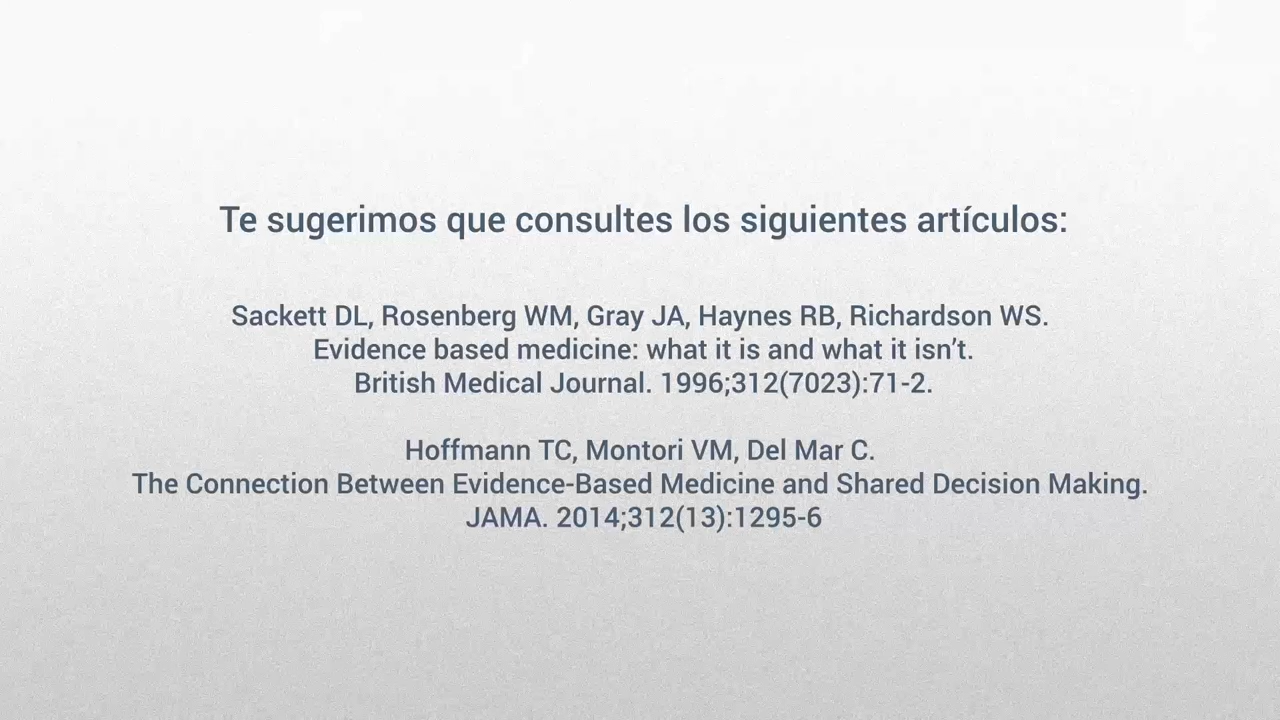 Te sugerimos que consultes los siguientes artículos:
Sackett DL, Rosenberg WM, Gray JA, Haynes RB, Richardson WS.
Evidence based medicine: what it is and what it isn’t.
British Medical Journal. 1996;312(7023):71-2.
Hoffmann TC, Montori VM, Del Mar C.
The Connection Between Evidence-Based Medicine and Shared Decision Making.
JAMA. 2014;312(13):1295-6